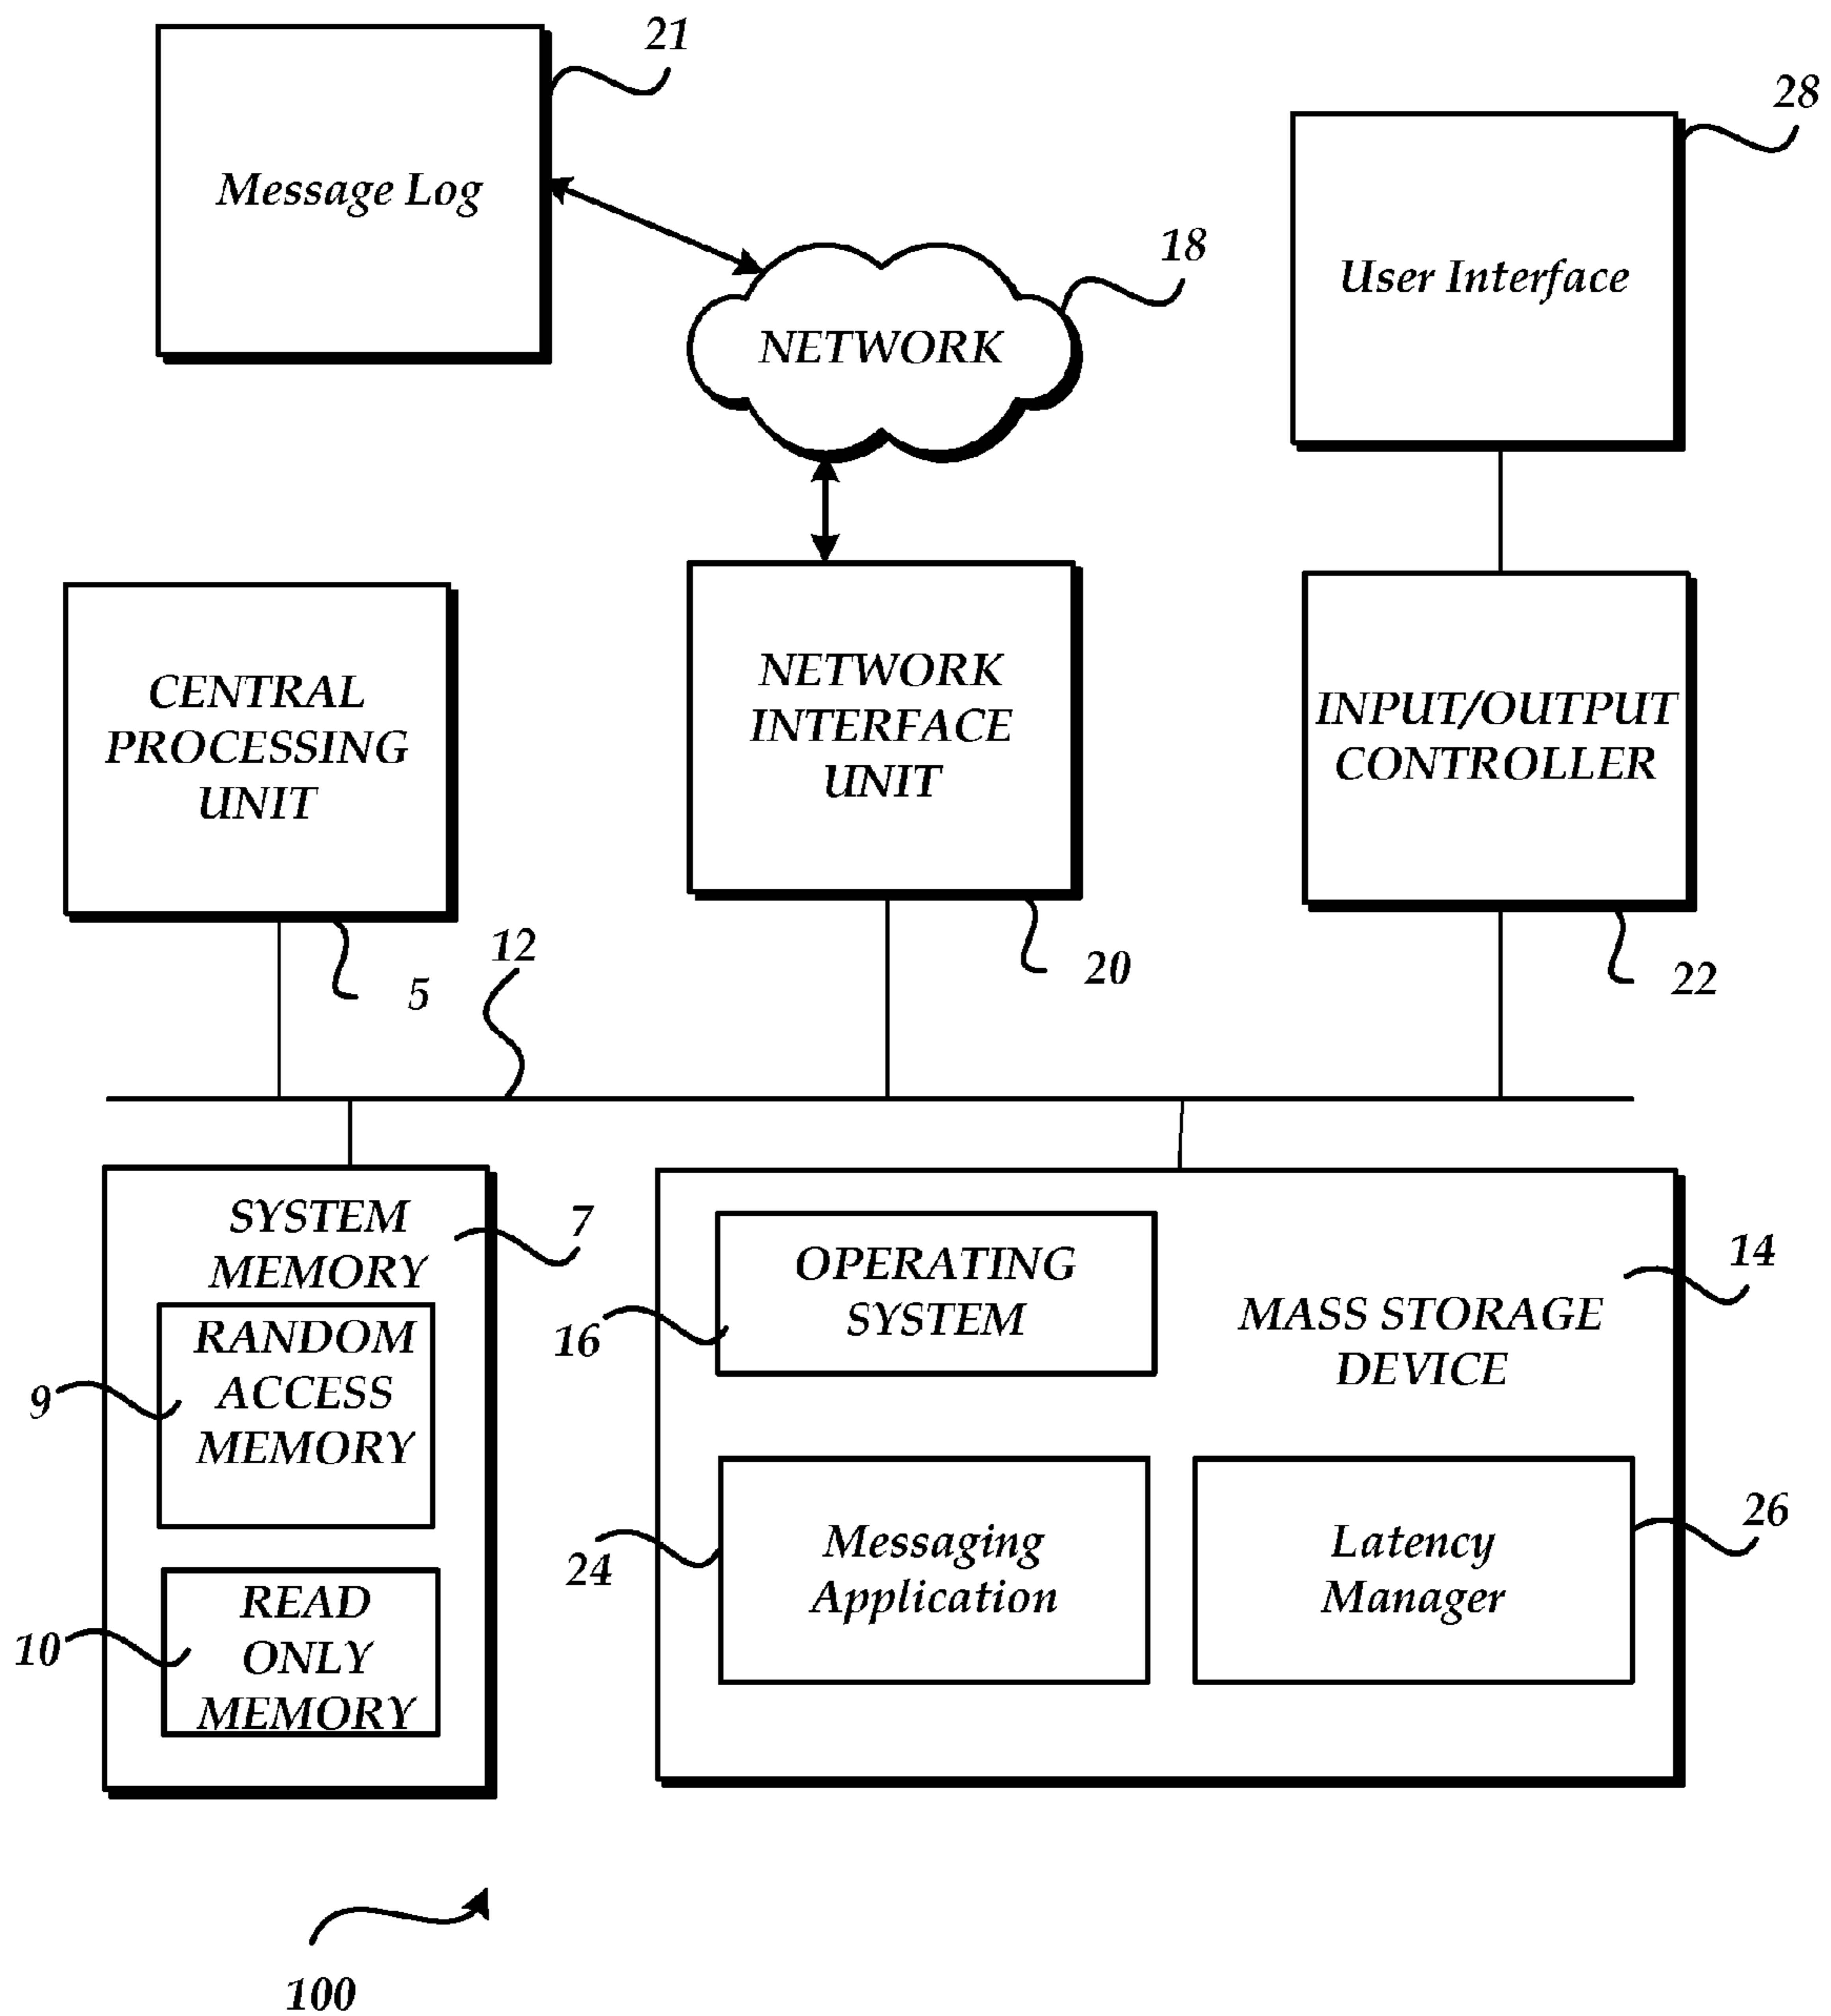 21
Message Log
28
User Interface
18
NETWORK
CENTRAL
PROCESSING
UNIT
NETWORK
INTERFACE
UNIT
INPUT/OUTPUT
CONTROLLER
5
12
20
22
SYSTEM
MEMORY
7
RANDOM
ACCESS
MEMORY
9
READ
ONLY
MEMORY
10
OPERATING
SYSTEM
16
MASS STORAGE
DEVICE
14
Messaging
Application
24
Latency
Manager
26
100